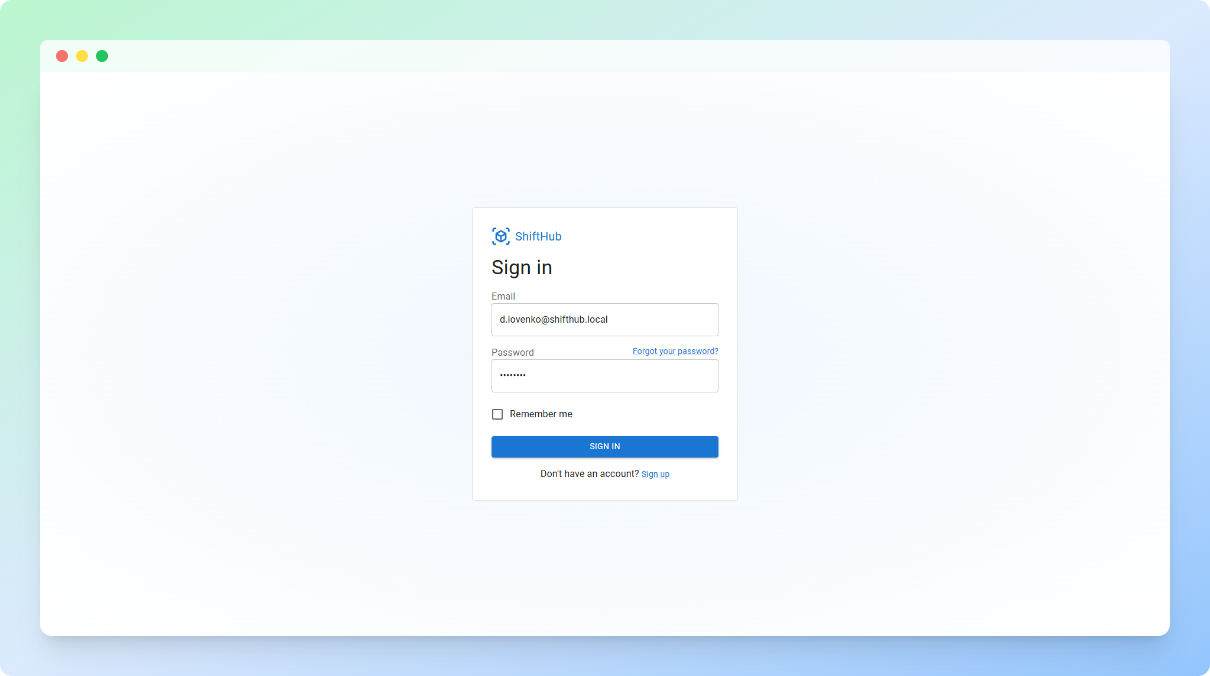 ShiftHub
Sign in
Email
d.lovenko@shifthub.local
Password
Forgot your password?
••••••••
Remember me
SIGN IN
Don't have an account? Sign up